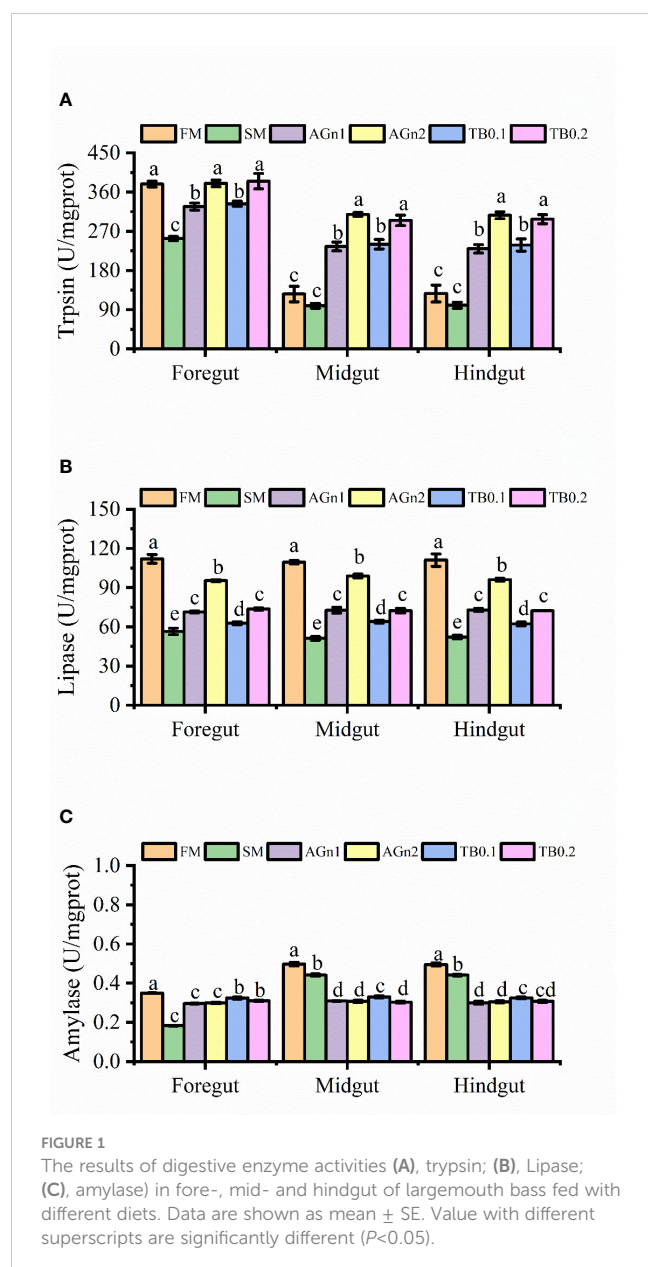 A
FM SM AGn1 AGn2 TB0.1 TB0.2
450
360
270
180
90
0
Trpsin (U/mgprot)
a c b a b a
c c b a b a
c c b a b a
Foregut Midgut Hindgut
B
FM SM AGn1 AGn2 TB0.1 TB0.2
150
120
90
60
30
0
Lipase (U/mgprot)
a e c b d c
a e c b d c
a e c b d c
Foregut Midgut Hindgut
C
FM SM AGn1 AGn2 TB0.1 TB0.2
1.0
0.8
0.6
0.4
0.2
0.0
Amylase (U/mgprot)
a c c c b b
a b d d c d
a b d d c cd
Foregut Midgut Hindgut
FIGURE 1
The results of digestive enzyme activities (A), trypsin; (B), Lipase;
(C), amylase) in fore-, mid- and hindgut of largemouth bass fed with
different diets. Data are shown as mean ± SE. Value with different
superscripts are significantly different (P<0.05).